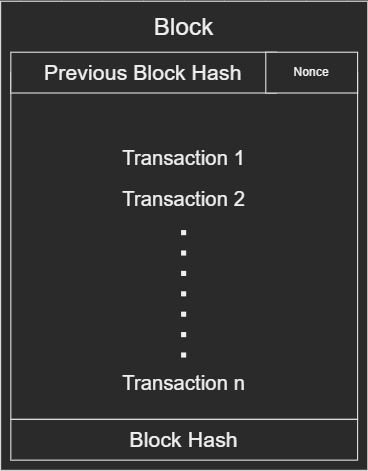 Block
Previous Block Hash Nonce
Transaction 1
Transaction 2
Transaction n
Block Hash